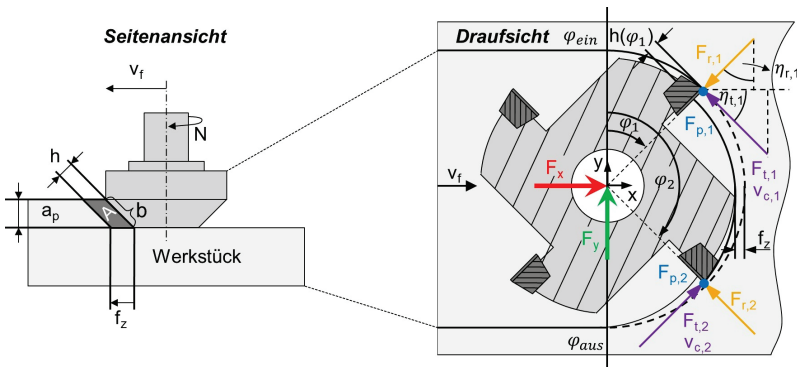 Seitenansicht
v_f
N
h
a_p
A
b
Werkstück
f_z
Draufsicht
φ_ein
h(φ_1)
F_r,1
η_r,1
η_t,1
F_p,1
φ_1
F_t,1
v_c,1
v_f
F_x
y
x
φ_2
F_y
f_z
F_p,2
F_r,2
F_t,2
v_c,2
φ_aus